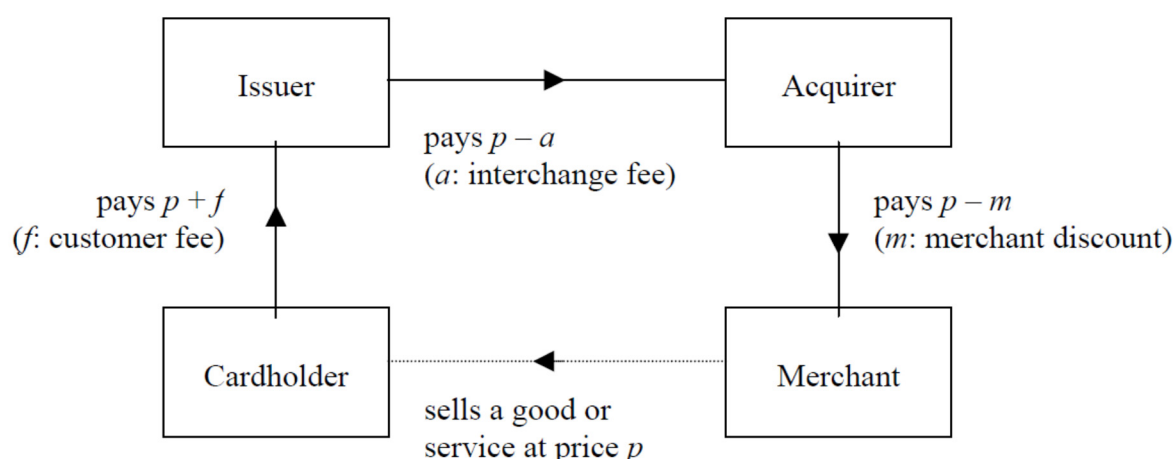 Issuer
Acquirer
pays p – a
(a: interchange fee)
pays p + f
(f: customer fee)
pays p – m
(m: merchant discount)
Cardholder
Merchant
sells a good or
service at price p